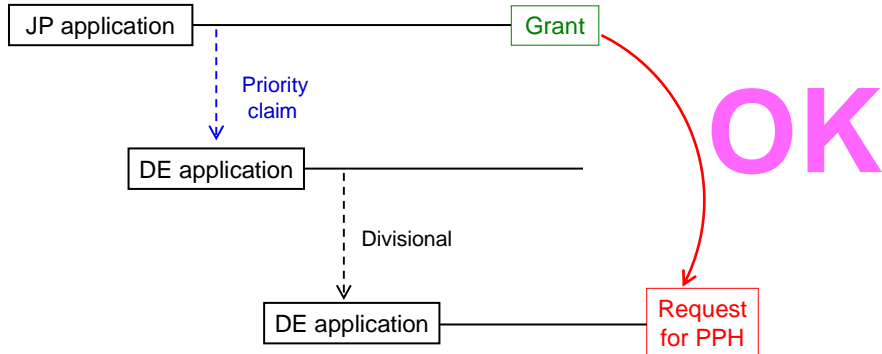 JP application
Grant
Priority
claim
OK
DE application
Divisional
DE application
Request
for PPH